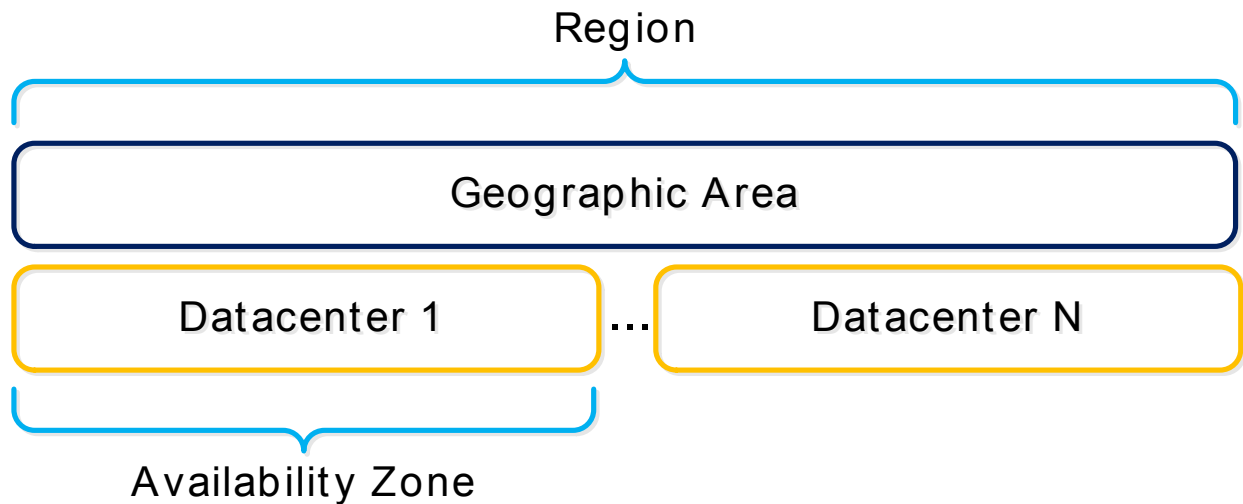 Region
Geographic Area
Datacenter 1 ... Datacenter N
Availability Zone